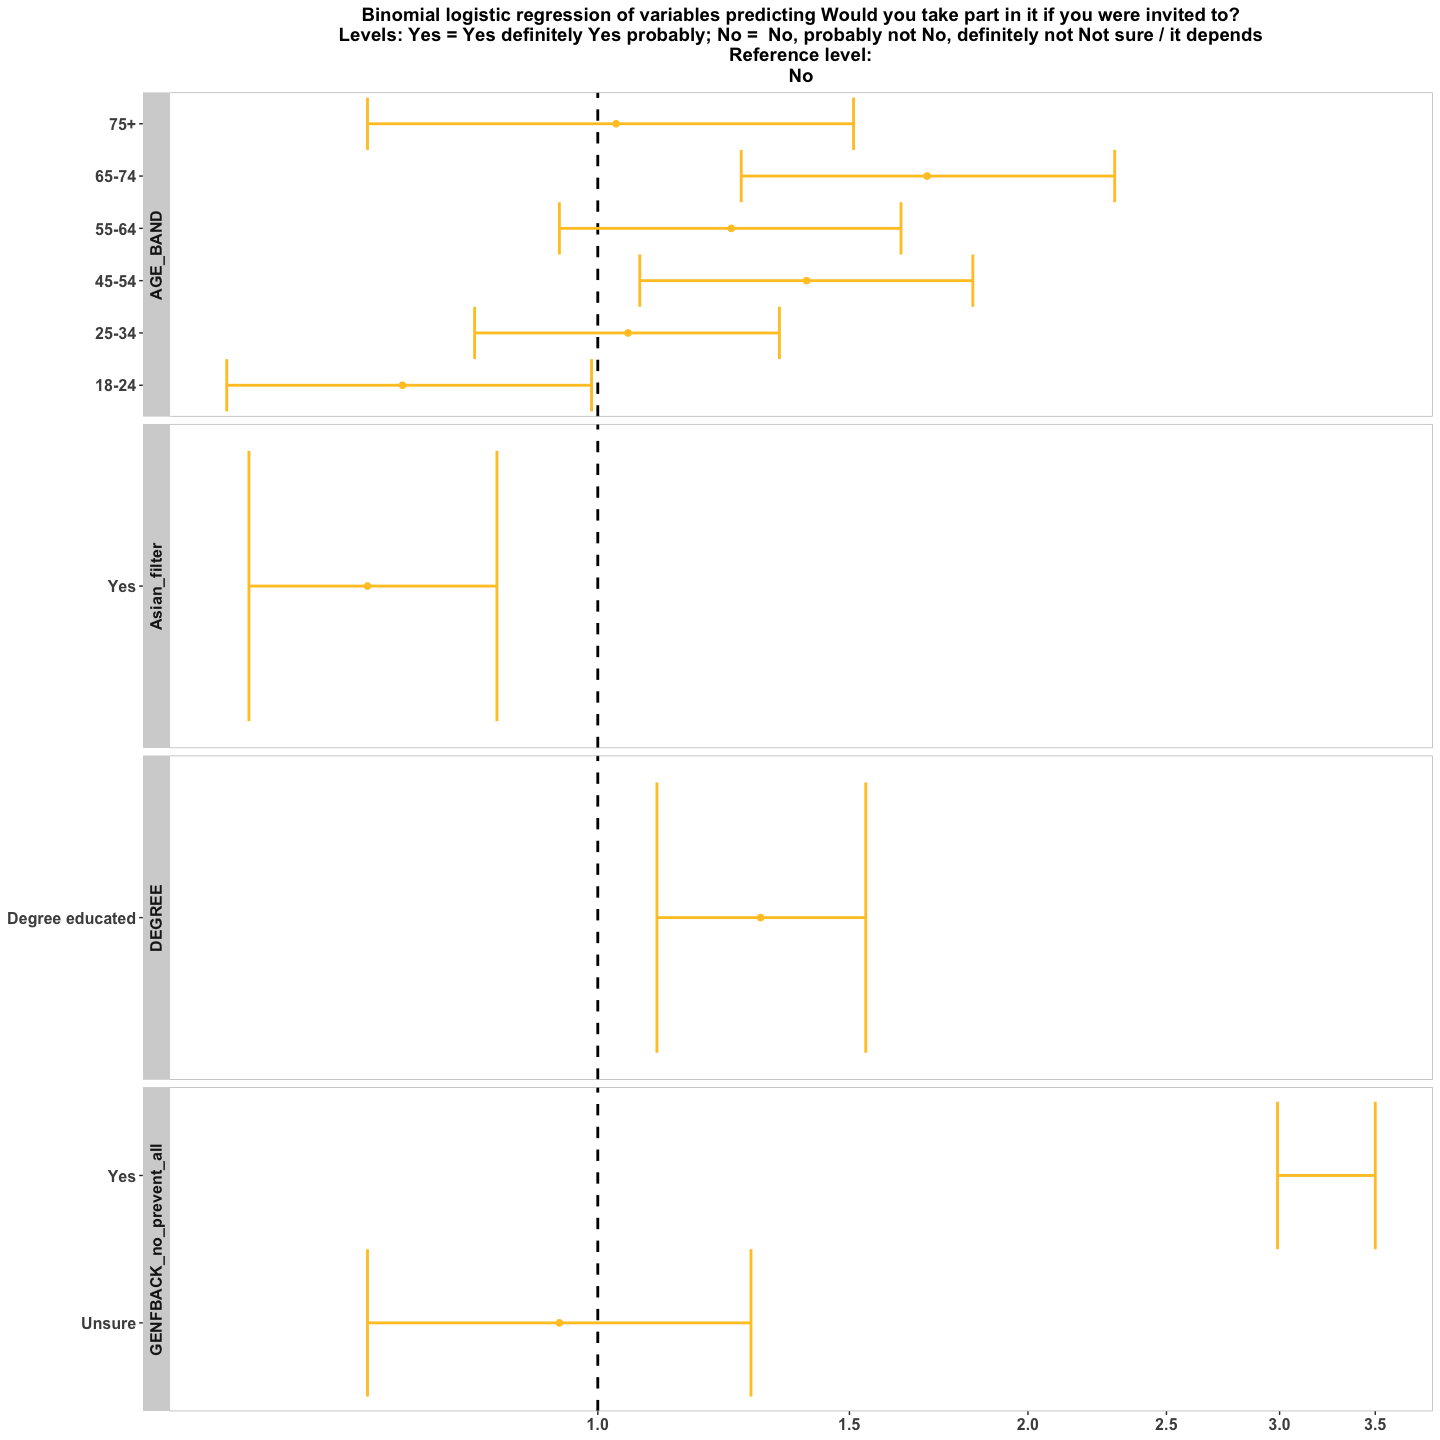 Binomial logistic regression of variables predicting Would you take part in it if you were invited to?
Levels: Yes = Yes definitely Yes probably; No =  No, probably not No, definitely not Not sure / it depends
Reference level:
No
AGE_BAND
75+
65-74
55-64
45-54
25-34
18-24
Asian_filter
Yes
DEGREE
Degree educated
GENFBACK_no_prevent_all
Yes
Unsure
1.0 1.5 2.0 2.5 3.0 3.5